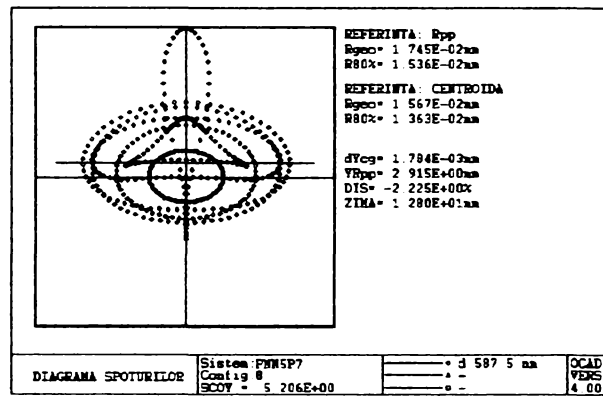 REFERINTA: Rpp
Rgeo= 1 745E-02mm
R80%= 1.536E-02mm
REFERINTA: CENTROIDA
Rgeo= 1 567E-02mm
R80%= 1 363E-02mm
dYcg= 1.784E-03mm
YRpp= 2 915E+00mm
DIS= -2.225E+00%
ZIMA= 1 280E+01mm
DIAGRAMA SPOTURILOR
Sistem:FNN5P7
Config 8
SCOY = 5.206E+00
d 587 5 nm
-
-
OCAD
VERS
4 00